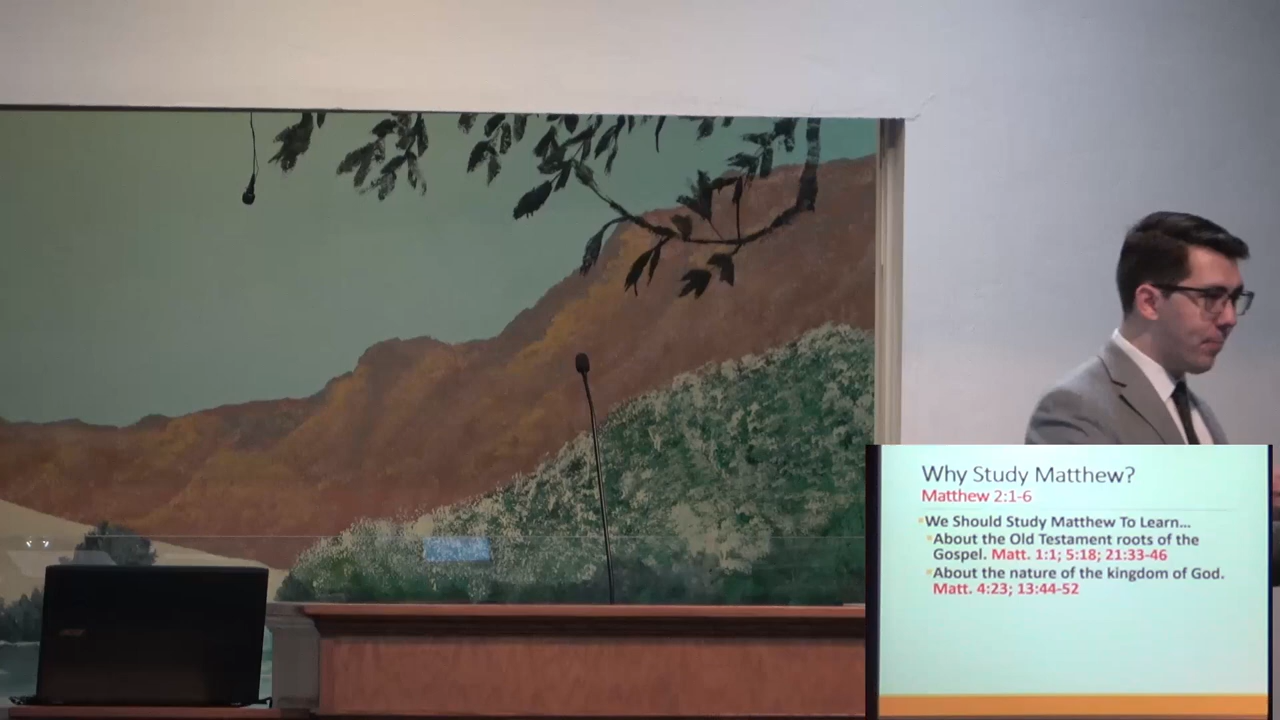 Why Study Matthew?
Matthew 2:1-6
We Should Study Matthew To Learn...
About the Old Testament roots of the
Gospel. Matt. 1:1; 5:18; 21:33-46
About the nature of the kingdom of God.
Matt. 4:23; 13:44-52
acer